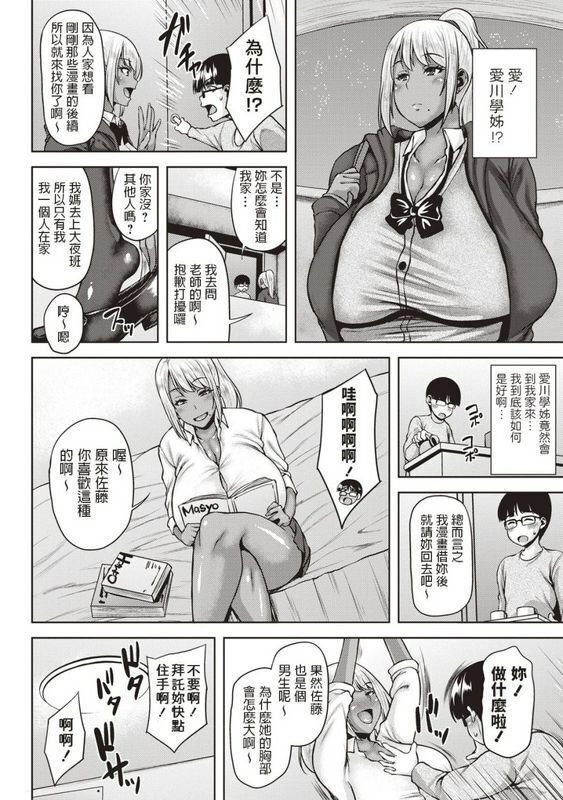 愛！
愛川學姊!?
為什麼!?
因為人家想看
剛剛那些漫畫的後續
所以就來找你了啊～
不是…
妳怎麼會知道
我家…
我去問
老師的啊～
抱歉打擾囉
你家沒?
其他人嗎?
我媽去上大夜班
所以只有我
我一個人在家
哼～嗯
愛川學姊竟然會
到我家來…
我到底該如何
是好啊…
總而言之
我漫畫借妳後
就請妳回去吧～
哇啊啊啊啊！
喔～
原來佐藤
你喜歡這種
的啊～
Masyo
妳！
做什麼啦！
果然佐藤
也是個
男生呢～
為什麼她的胸部
會怎麼大啊～
不要啊！
拜託妳快點
住手啊！
啊啊！